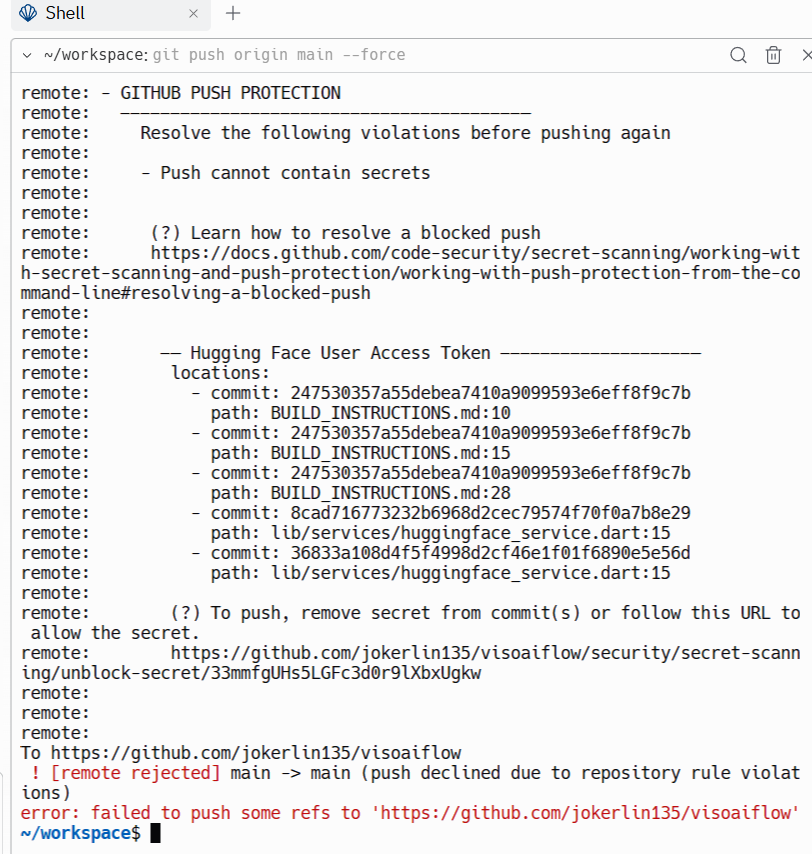 Shell
~/workspace: git push origin main --force
remote: - GITHUB PUSH PROTECTION
remote:   —————————————————————————————————————————
remote:     Resolve the following violations before pushing again
remote:
remote:     - Push cannot contain secrets
remote:
remote:
remote:      (?) Learn how to resolve a blocked push
remote:      https://docs.github.com/code-security/secret-scanning/working-wit
h-secret-scanning-and-push-protection/working-with-push-protection-from-the-co
mmand-line#resolving-a-blocked-push
remote:
remote:
remote:       —— Hugging Face User Access Token ————————————————————
remote:        locations:
remote:          - commit: 247530357a55debea7410a9099593e6eff8f9c7b
remote:            path: BUILD_INSTRUCTIONS.md:10
remote:          - commit: 247530357a55debea7410a9099593e6eff8f9c7b
remote:            path: BUILD_INSTRUCTIONS.md:15
remote:          - commit: 247530357a55debea7410a9099593e6eff8f9c7b
remote:            path: BUILD_INSTRUCTIONS.md:28
remote:          - commit: 8cad716773232b6968d2cec79574f70f0a7b8e29
remote:            path: lib/services/huggingface_service.dart:15
remote:          - commit: 36833a108d4f5f4998d2cf46e1f01f6890e5e56d
remote:            path: lib/services/huggingface_service.dart:15
remote:
remote:        (?) To push, remove secret from commit(s) or follow this URL to
 allow the secret.
remote:        https://github.com/jokerlin135/visoaiflow/security/secret-scann
ing/unblock-secret/33mmfgUHs5LGFc3d0r9lXbxUgkw
remote:
remote:
remote:
To https://github.com/jokerlin135/visoaiflow
 ! [remote rejected] main -> main (push declined due to repository rule violat
ions)
error: failed to push some refs to 'https://github.com/jokerlin135/visoaiflow'
~/workspace$